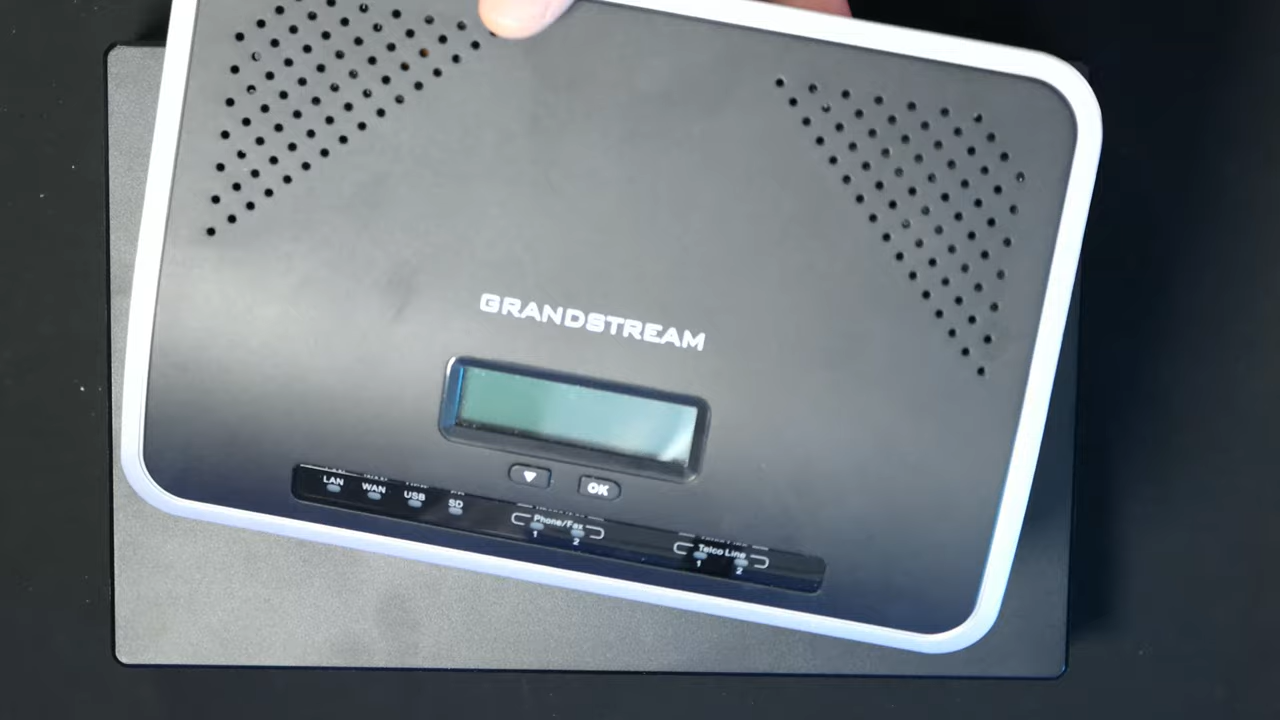 GRANDSTREAM
OK
LAN WAN USB SD
Phone/Fax
1 2
Telco Line
1 2